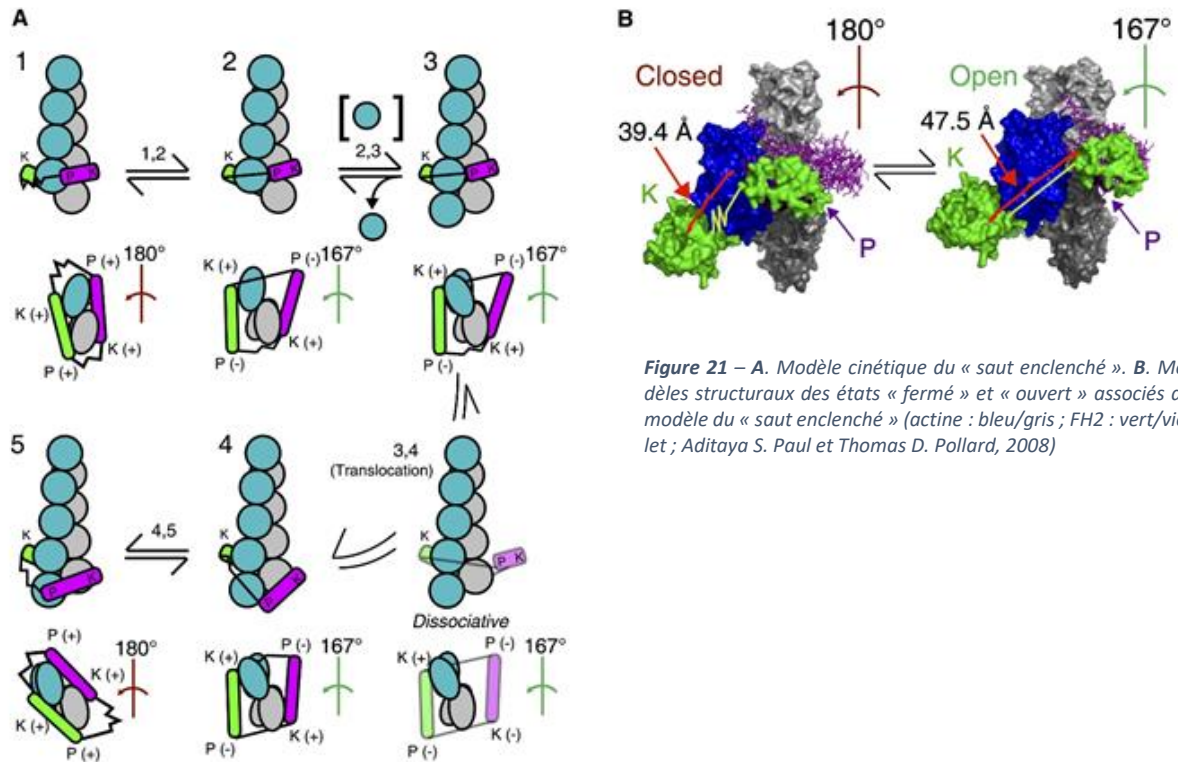 A
1
2
3
K
P K
1,2
K
P K
[ ]
2,3
K
P K
180°
P (+)
K (+)
K (+)
P (+)
167°
K (+)
P (-)
K (+)
P (-)
167°
K (+)
P (-)
K (+)
P (-)
5
4
3,4
(Translocation)
K
P K
4,5
K
P K
K
P K
Dissociative
180°
P (+)
K (+)
K (+)
P (+)
167°
K (+)
P (-)
K (+)
P (-)
167°
K (+)
P (-)
K (-)
P (-)
B
180°
167°
Closed
Open
39.4 Å
47.5 Å
K
K
P
P
Figure 21 – A. Modèle cinétique du « saut enclenché ». B. Mo
dèles structuraux des états « fermé » et « ouvert » associés a
modèle du « saut enclenché » (actine : bleu/gris ; FH2 : vert/vio
let ; Aditaya S. Paul et Thomas D. Pollard, 2008)